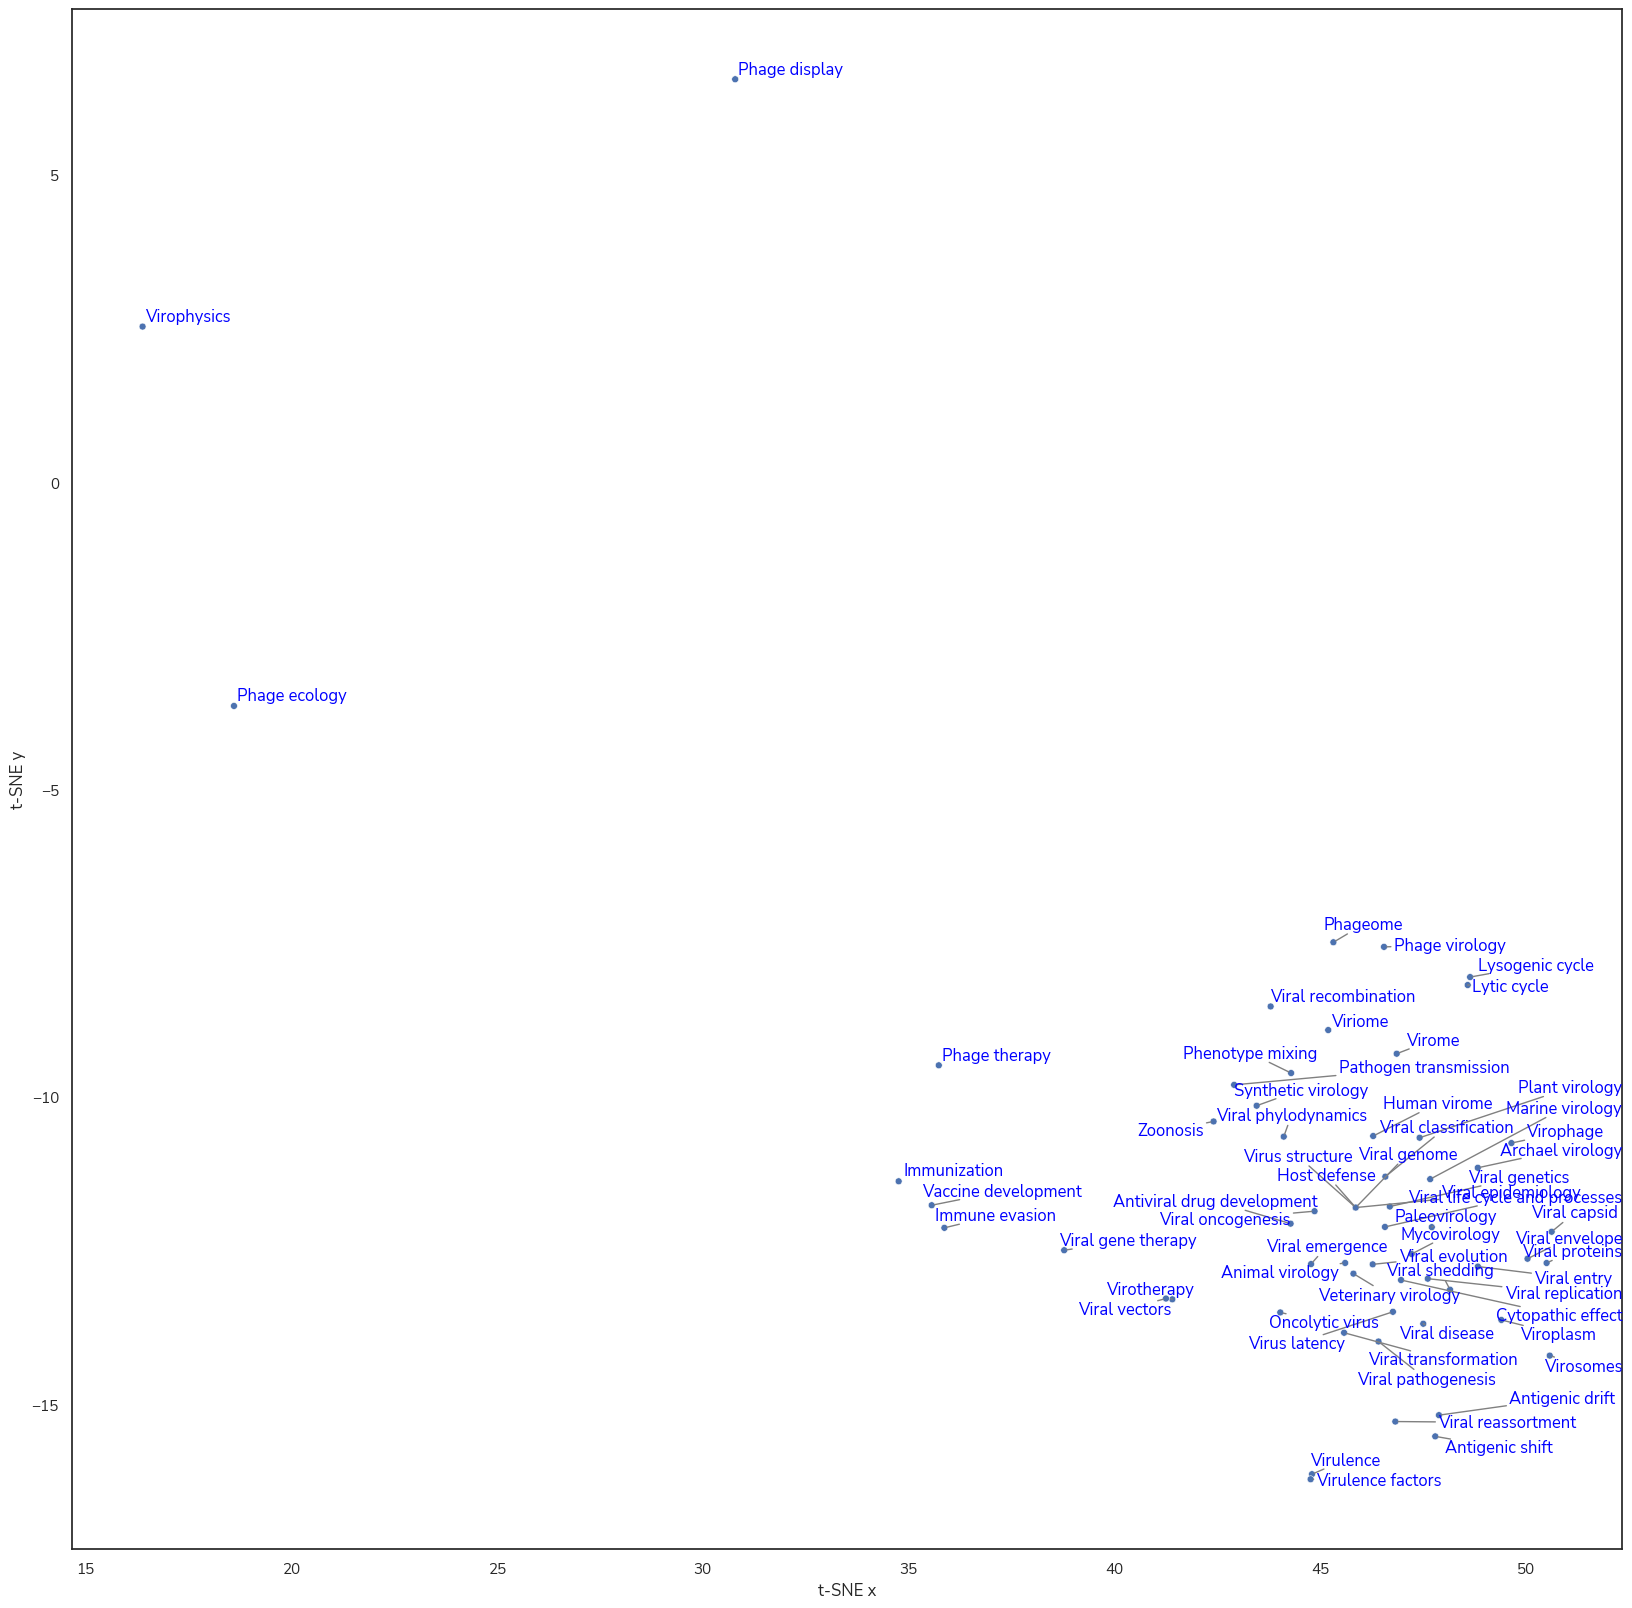 Phage display
5
Virophysics
0
Phage ecology
−5
t-SNE y
Phageome
Phage virology
Lysogenic cycle
Lytic cycle
Viral recombination
Viriome
Virome
Phage therapy
Phenotype mixing
Pathogen transmission
Synthetic virology
Plant virology
−10
Human virome
Marine virology
Viral phylodynamics
Zoonosis
Viral classification
Virophage
Virus structure
Viral genome
Archael virology
Immunization
Host defense
Viral genetics
Vaccine development
Viral epidemiology
Antiviral drug development
Viral life cycle and processes
Immune evasion
Viral oncogenesis
Paleovirology
Viral capsid
Viral gene therapy
Mycovirology
Viral envelope
Viral emergence
Viral evolution
Viral proteins
Animal virology
Viral shedding
Viral entry
Virotherapy
Veterinary virology
Viral replication
Viral vectors
Oncolytic virus
Cytopathic effect
Virus latency
Viral disease
Viroplasm
Viral transformation
Virosomes
Viral pathogenesis
Antigenic drift
−15
Viral reassortment
Antigenic shift
Virulence
Virulence factors
15
20
25
30
35
40
45
50
t-SNE x